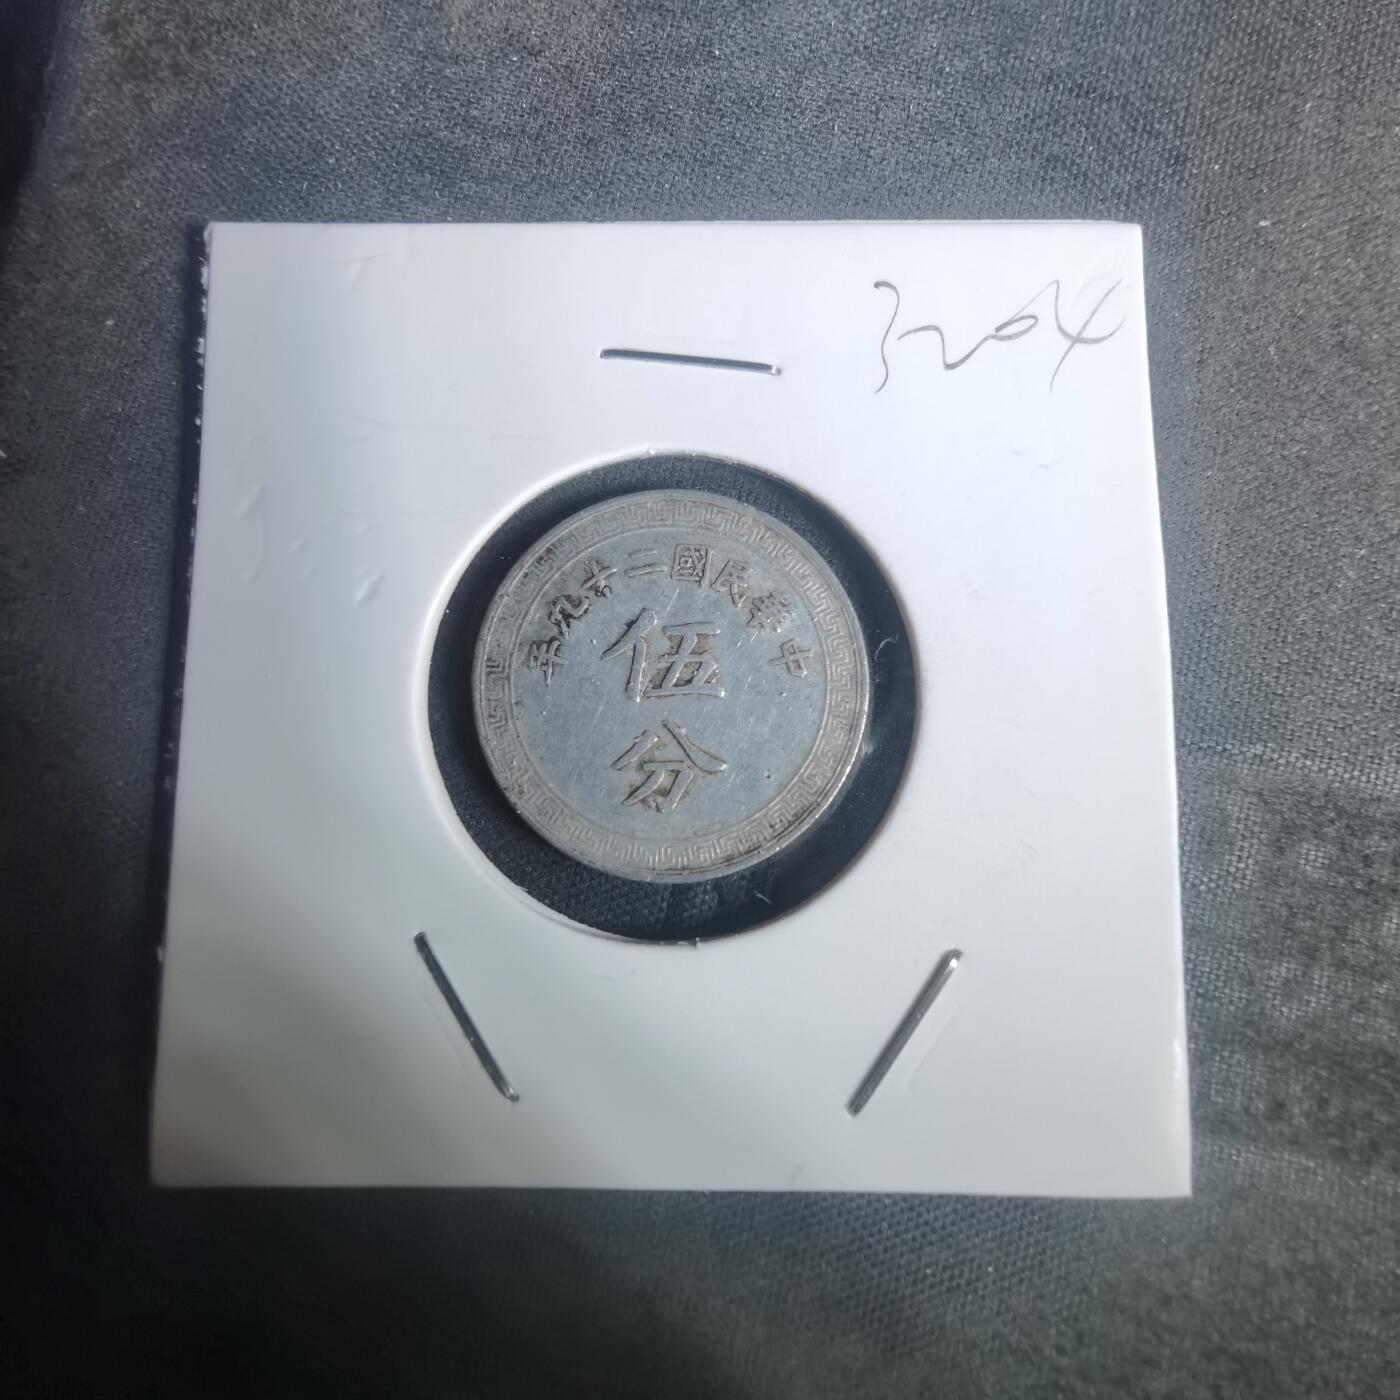 3204
中華民國二十九年
伍
分